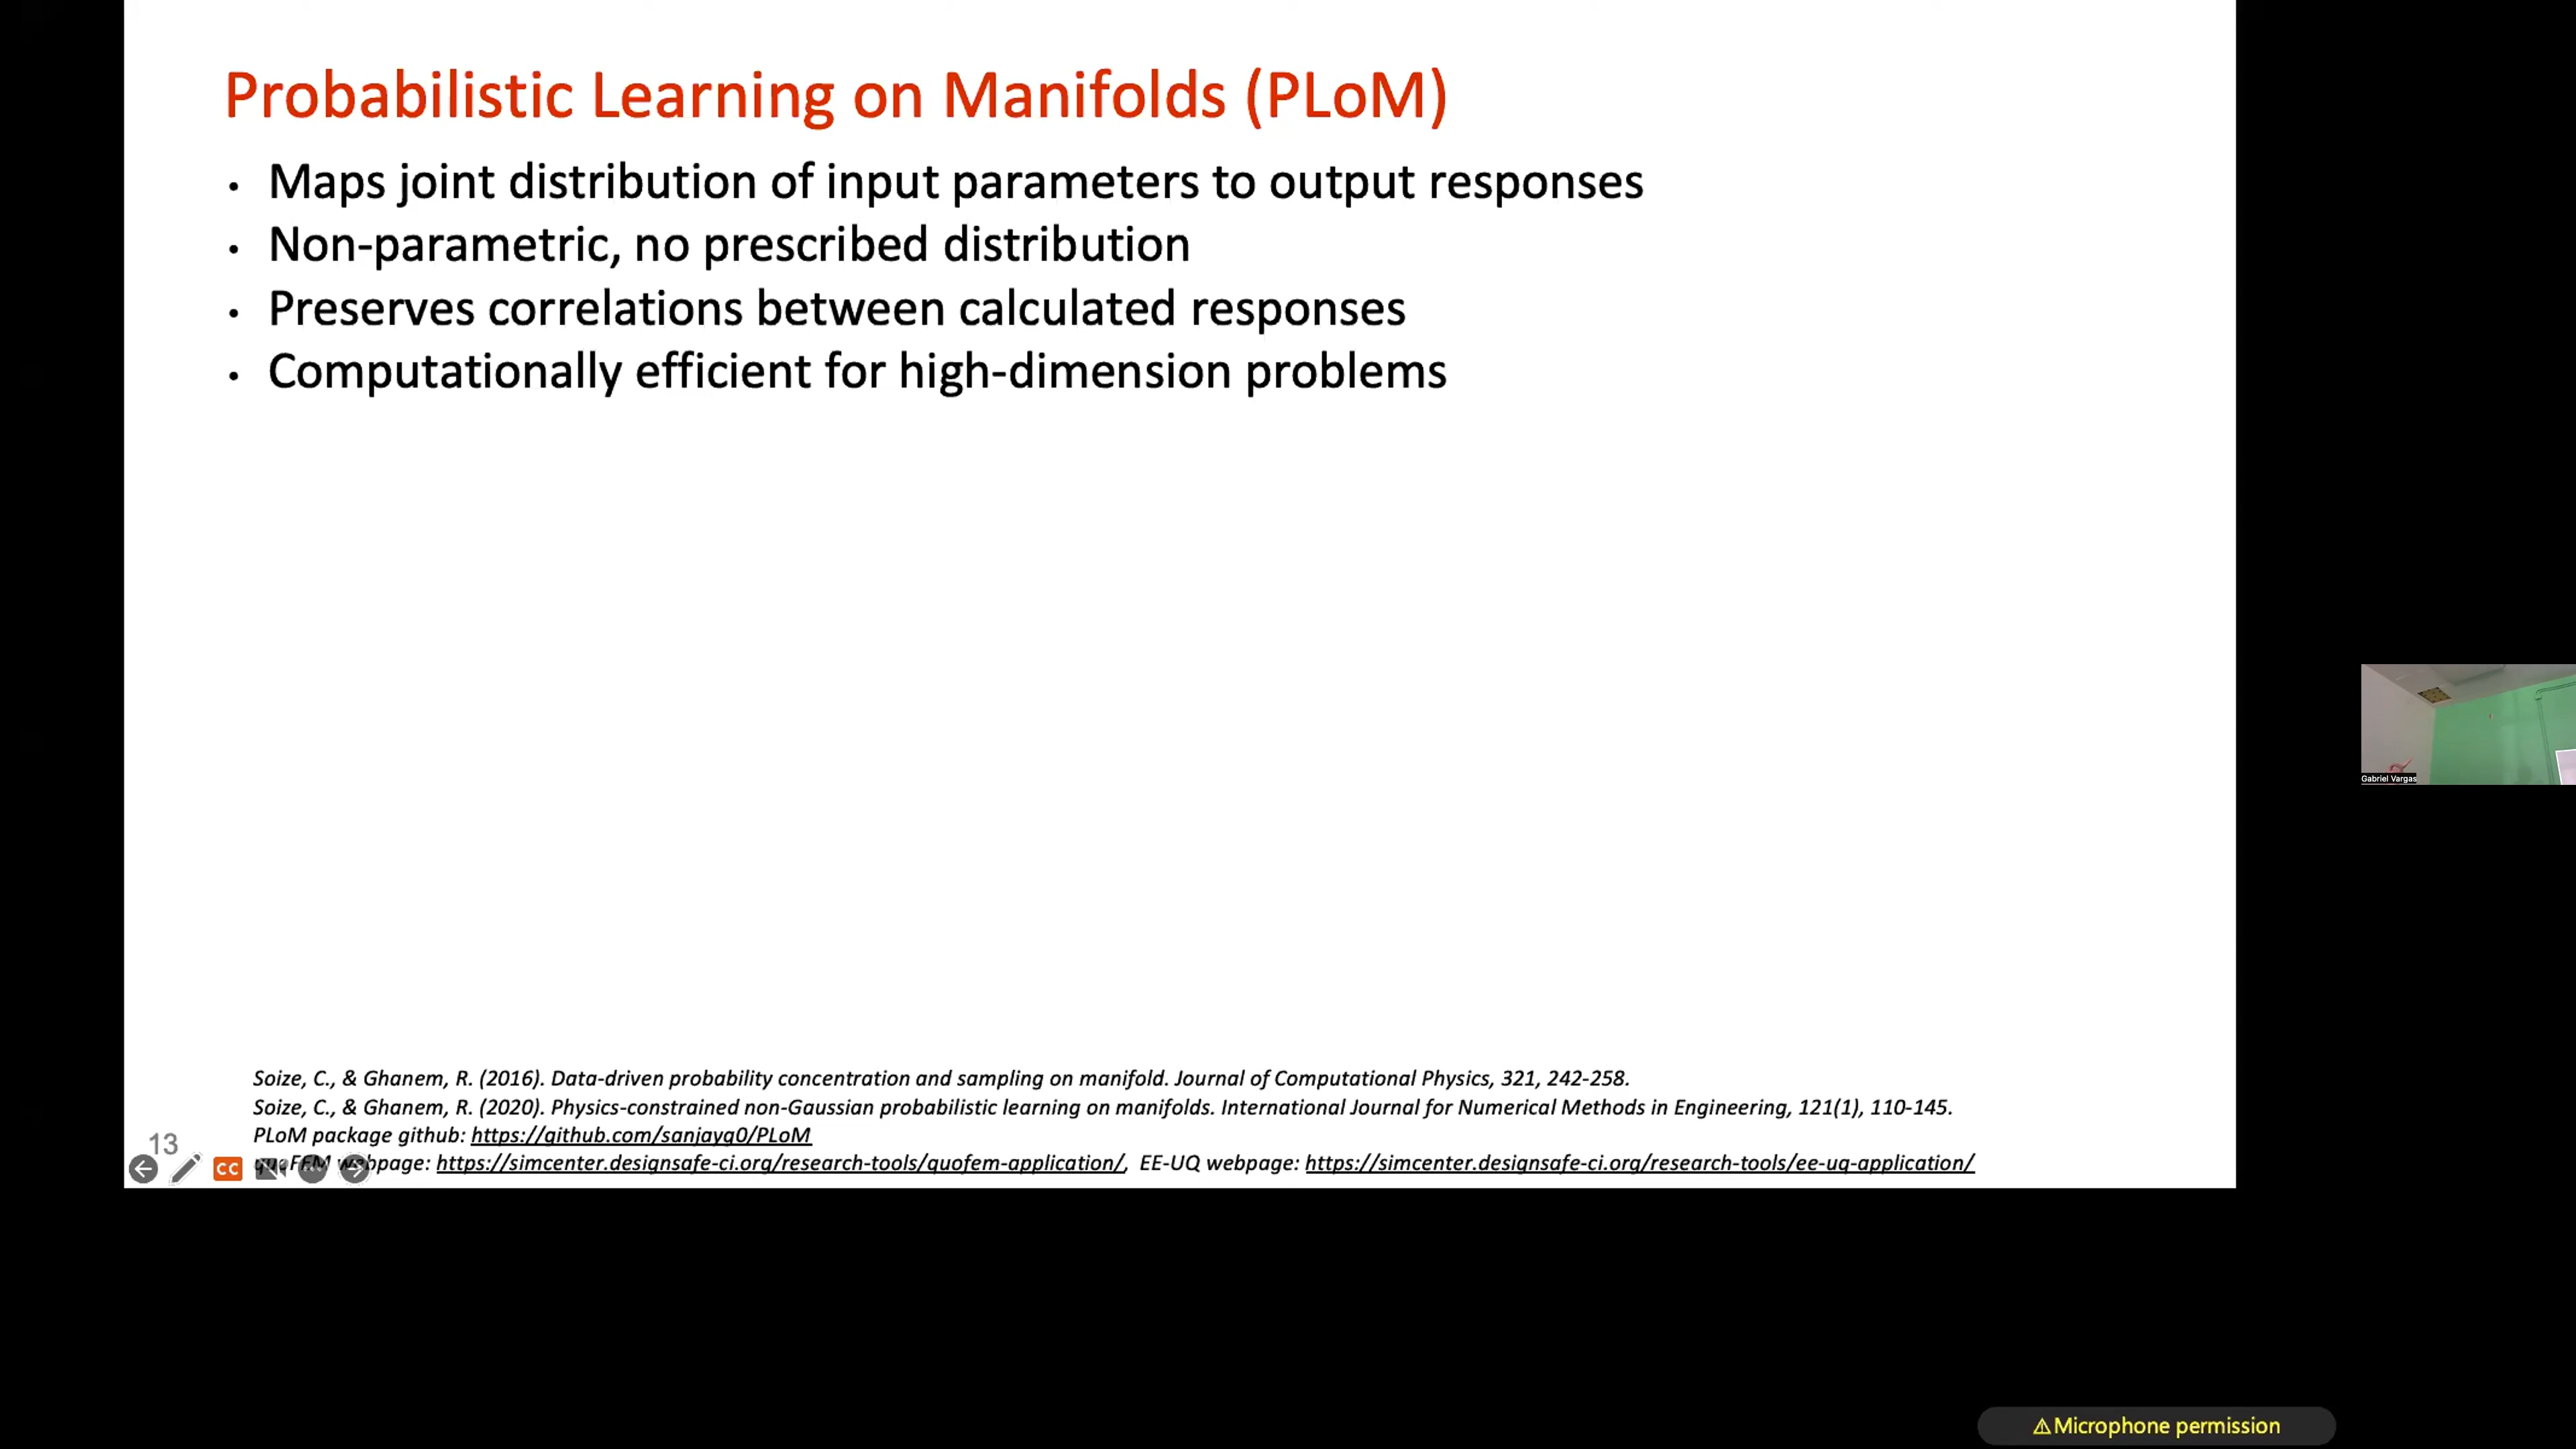 Probabilistic Learning on Manifolds (PLoM)
• Maps joint distribution of input parameters to output responses
• Non-parametric, no prescribed distribution
• Preserves correlations between calculated responses
• Computationally efficient for high-dimension problems
Gabriel Vargas
Soize, C., & Ghanem, R. (2016). Data-driven probability concentration and sampling on manifold. Journal of Computational Physics, 321, 242-258.
Soize, C., & Ghanem, R. (2020). Physics-constrained non-Gaussian probabilistic learning on manifolds. International Journal for Numerical Methods in Engineering, 121(1), 110-145.
PLoM package github: https://github.com/sanjayg0/PLoM
13
quoFEM webpage: https://simcenter.designsafe-ci.org/research-tools/quofem-application/, EE-UQ webpage: https://simcenter.designsafe-ci.org/research-tools/ee-uq-application/
CC
⚠Microphone permission